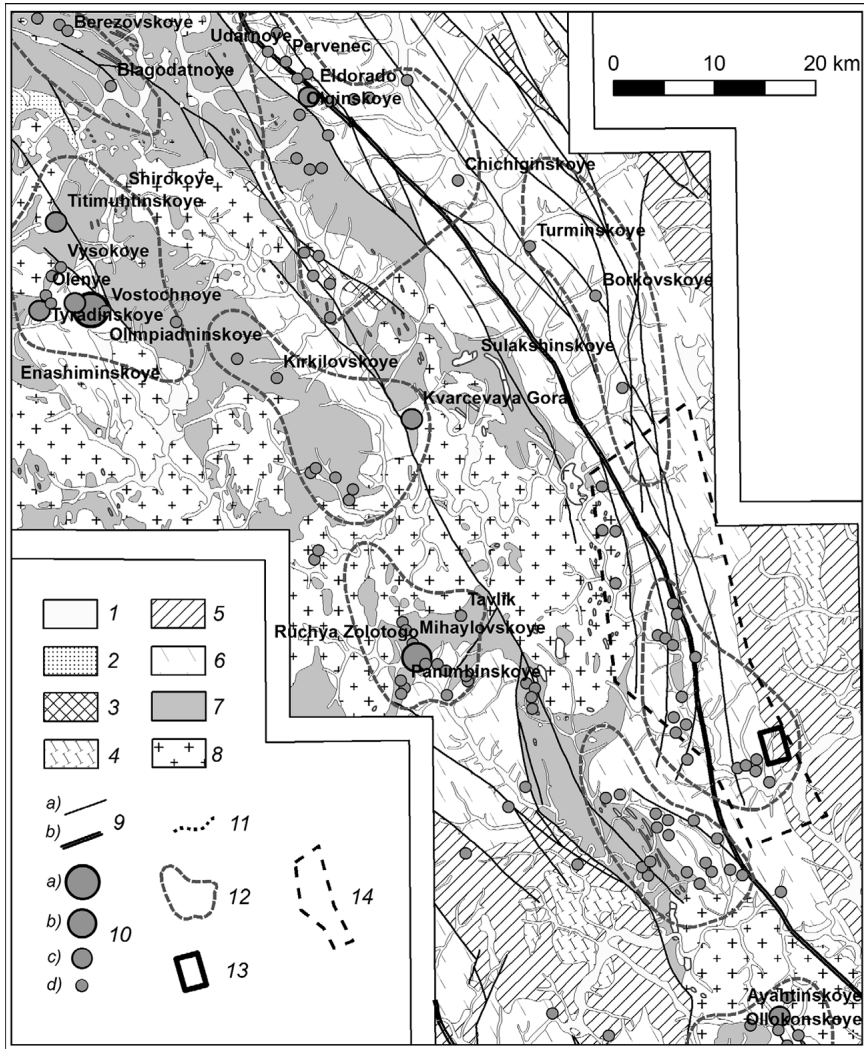 Berezovskoye
Udarnoye
Pervenec
Blagodatnoye
Eldorado
Olginskoye
0 10 20 km
Chichiginskoye
Shirokoye
Titimuhtinskoye
Turminskoye
Vysokoye
Olenye
Borkovskoye
Vostochnoye
Tyradinskoye
Olimpiadninskoye
Sulakshinskoye
Kirkilovskoye
Enashiminskoye
Kvarcevaya Gora
Tavlik
Ruchya Zolotogo
Mihaylovskoye
Panimbinskoye
1 5
2 6
3 7
4 8
a)
b) 9
11
a)
b)
c)
d)
10
12
13
14
Ayahtinskoye
Ollokonskoye